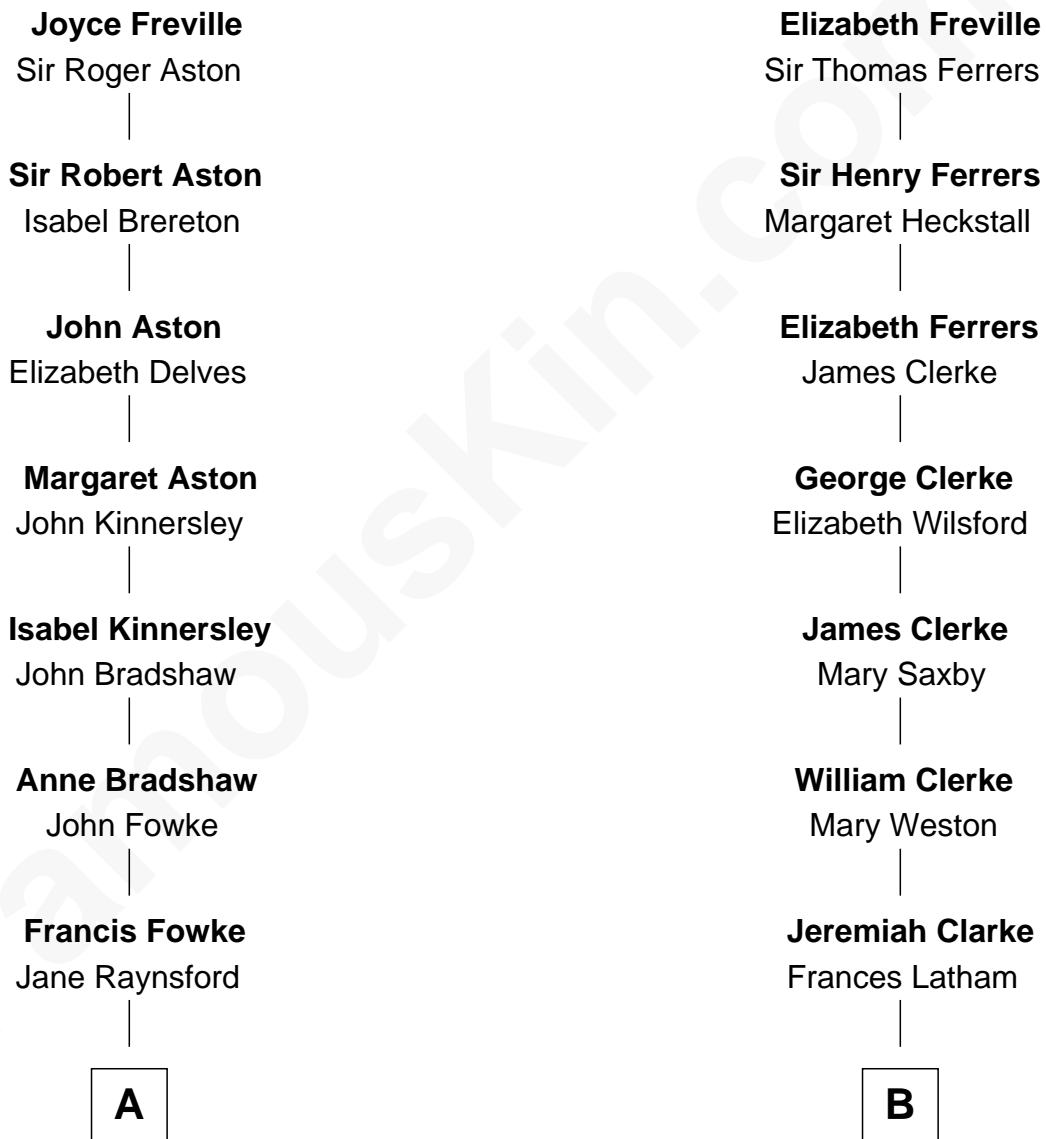 Joyce Freville
Sir Roger Aston
Sir Robert Aston
Isabel Brereton
John Aston
Elizabeth Delves
Margaret Aston
John Kinnersley
Isabel Kinnersley
John Bradshaw
Anne Bradshaw
John Fowke
Francis Fowke
Jane Raynsford
A
Elizabeth Freville
Sir Thomas Ferrers
Sir Henry Ferrers
Margaret Heckstall
Elizabeth Ferrers
James Clerke
George Clerke
Elizabeth Wilsford
James Clerke
Mary Saxby
William Clerke
Mary Weston
Jeremiah Clarke
Frances Latham
B
amouskin.com